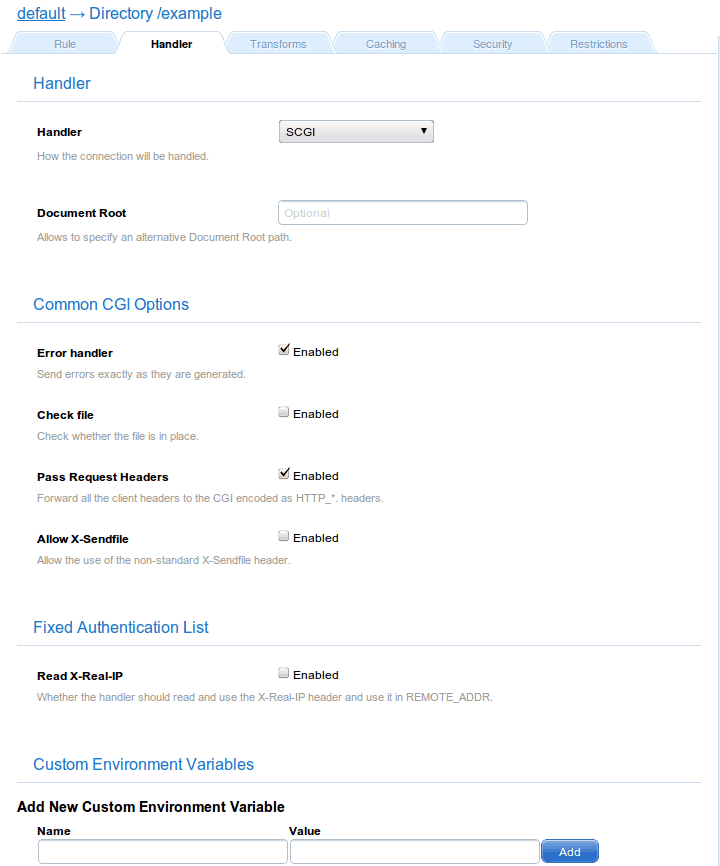 default → Directory /example
Rule Handler Transforms Caching Security Restrictions
Handler
Handler SCGI
How the connection will be handled.
Document Root Optional
Allows to specify an alternative Document Root path.
Common CGI Options
Error handler Enabled
Send errors exactly as they are generated.
Check file Enabled
Check whether the file is in place.
Pass Request Headers Enabled
Forward all the client headers to the CGI encoded as HTTP_*. headers.
Allow X-Sendfile Enabled
Allow the use of the non-standard X-Sendfile header.
Fixed Authentication List
Read X-Real-IP Enabled
Whether the handler should read and use the X-Real-IP header and use it in REMOTE_ADDR.
Custom Environment Variables
Add New Custom Environment Variable
Name Value
Add